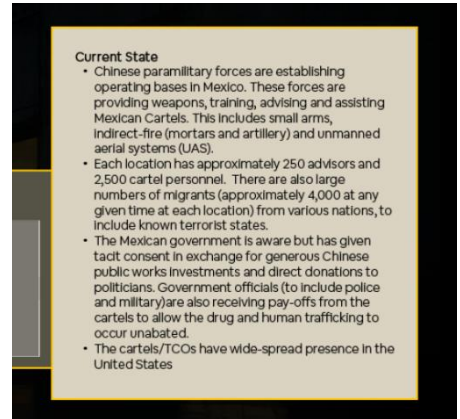 Current State
• Chinese paramilitary forces are establishing
operating bases in Mexico. These forces are
providing weapons, training, advising and assisting
Mexican Cartels. This includes small arms,
indirect-fire (mortars and artillery) and unmanned
aerial systems (UAS).
• Each location has approximately 250 advisors and
2,500 cartel personnel. There are also large
numbers of migrants (approximately 4,000 at any
given time at each location) from various nations, to
include known terrorist states.
• The Mexican government is aware but has given
tacit consent in exchange for generous Chinese
public works investments and direct donations to
politicians. Government officials (to include police
and military)are also receiving pay-offs from the
cartels to allow the drug and human trafficking to
occur unabated.
• The cartels/TCOs have wide-spread presence in the
United States